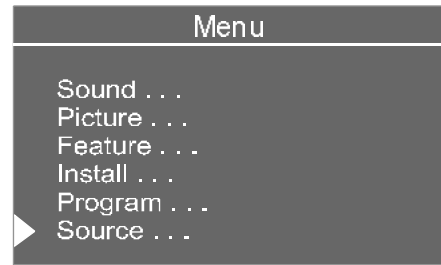 Menu
Sound . . .
Picture . . .
Feature . . .
Install . . .
Program . . .
Source . . .